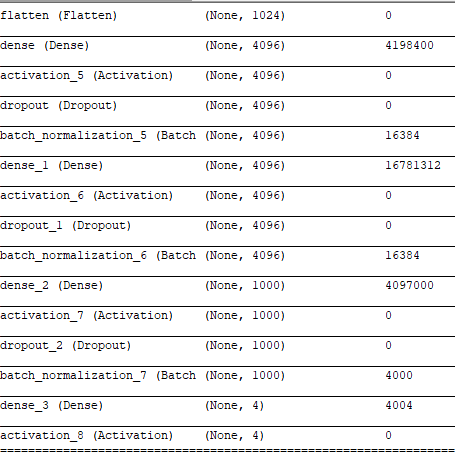 flatten (Flatten) (None, 1024) 0
dense (Dense) (None, 4096) 4198400
activation_5 (Activation) (None, 4096) 0
dropout (Dropout) (None, 4096) 0
batch_normalization_5 (Batch (None, 4096) 16384
dense_1 (Dense) (None, 4096) 16781312
activation_6 (Activation) (None, 4096) 0
dropout_1 (Dropout) (None, 4096) 0
batch_normalization_6 (Batch (None, 4096) 16384
dense_2 (Dense) (None, 1000) 4097000
activation_7 (Activation) (None, 1000) 0
dropout_2 (Dropout) (None, 1000) 0
batch_normalization_7 (Batch (None, 1000) 4000
dense_3 (Dense) (None, 4) 4004
activation_8 (Activation) (None, 4) 0